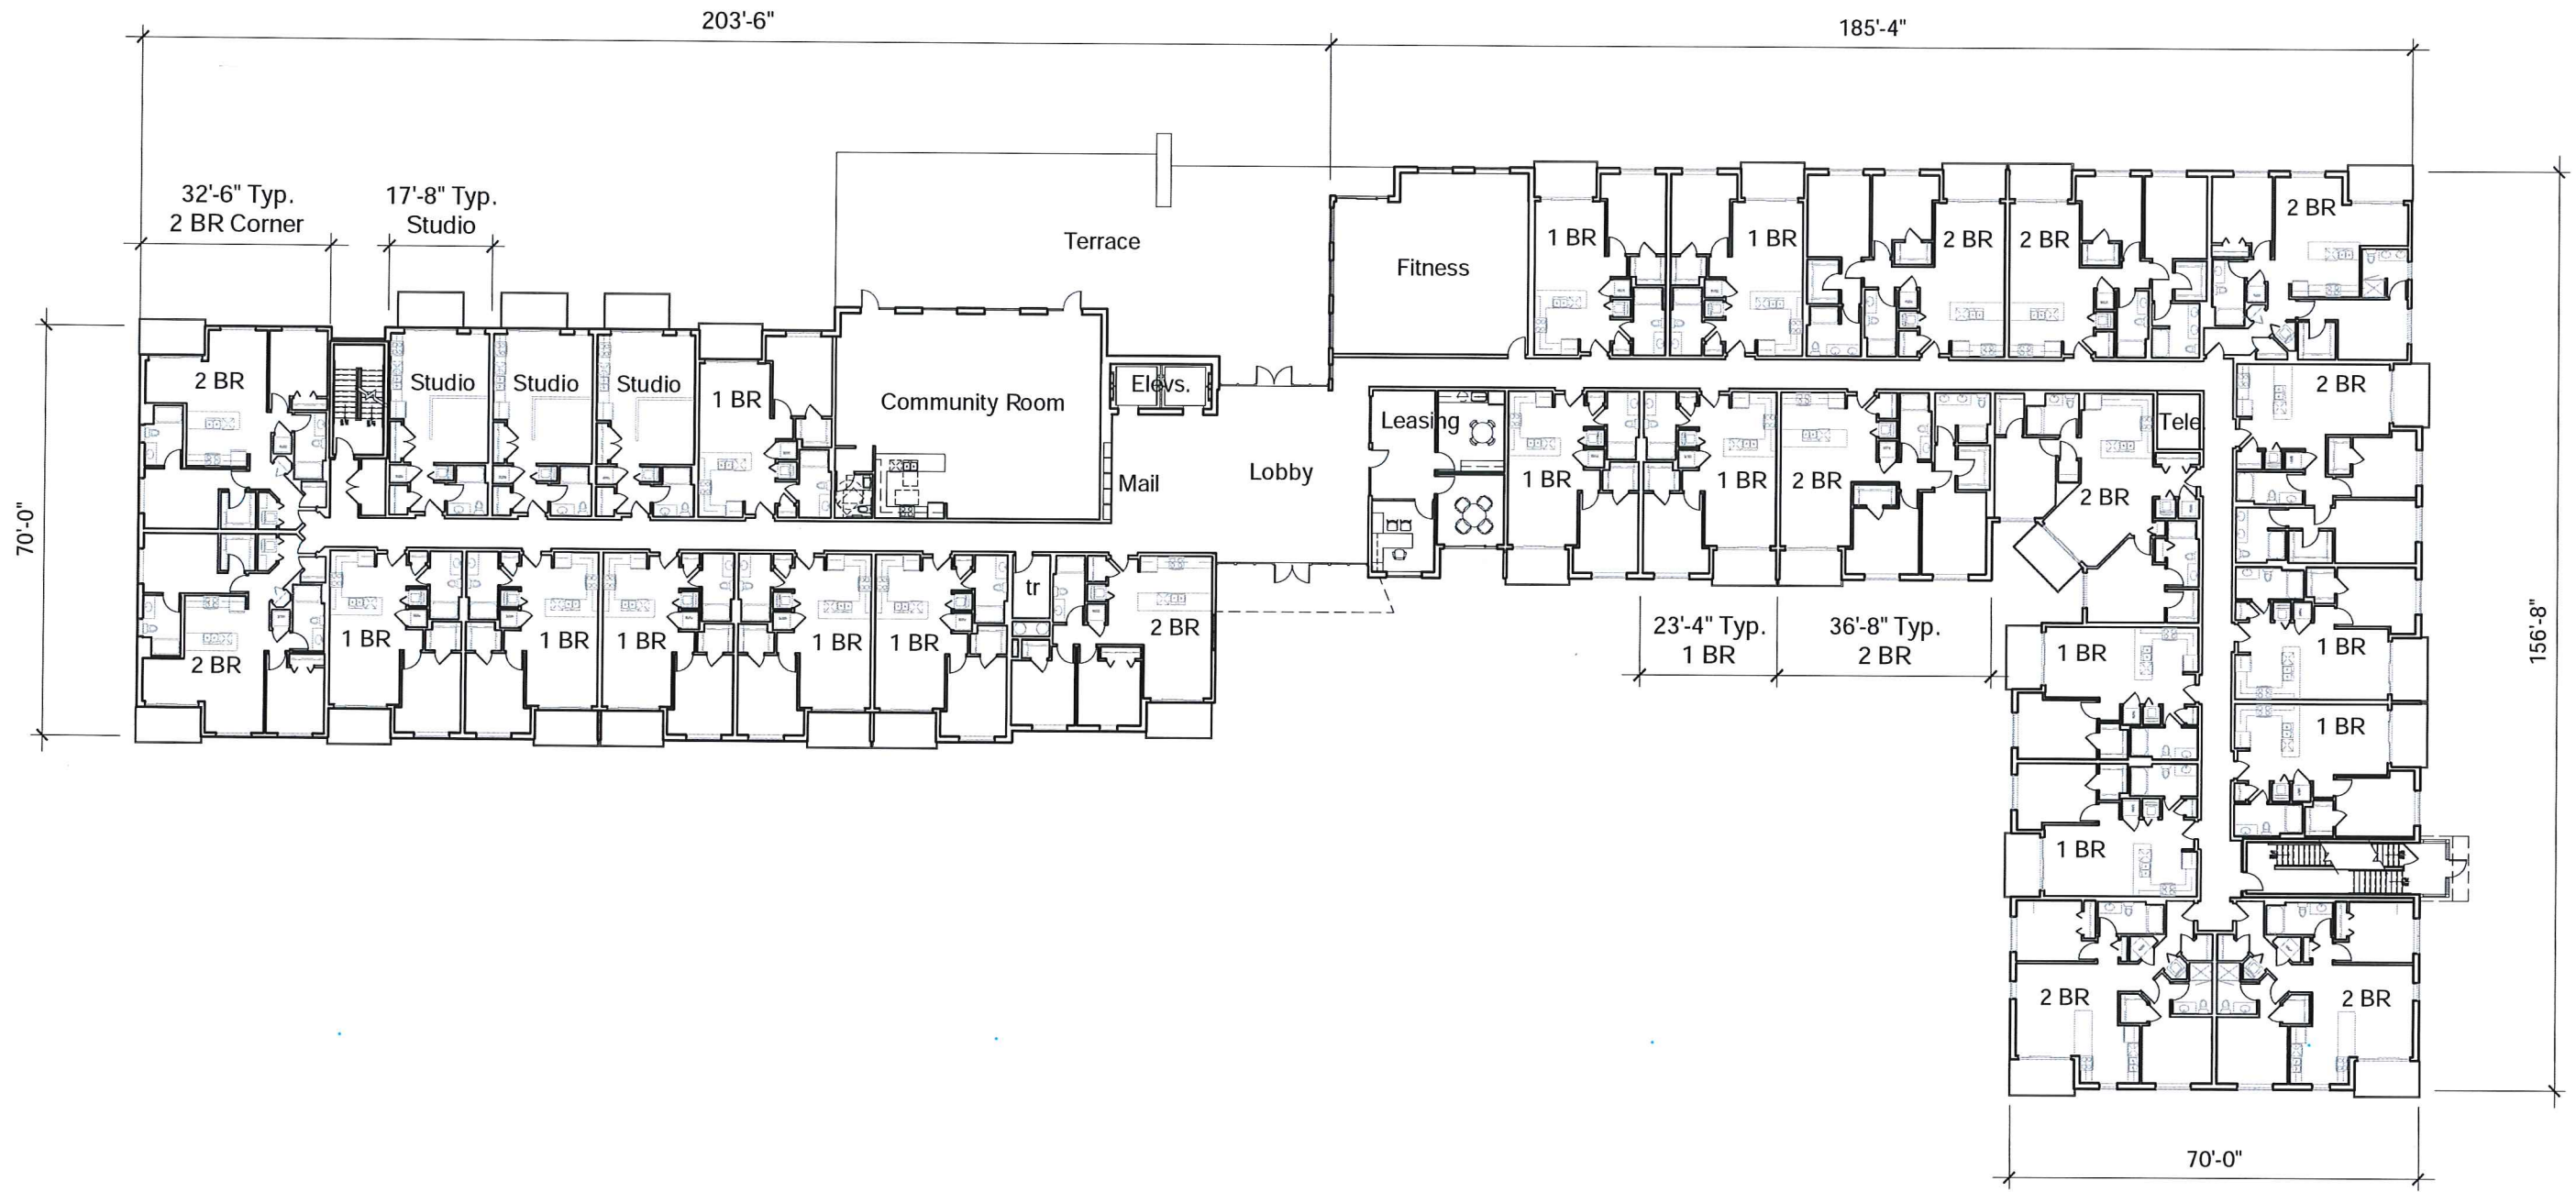 203'-6"
185'-4"
32'-6" Typ.
2 BR Corner
17'-8" Typ.
Studio
Terrace
Fitness
1 BR
1 BR
2 BR
2 BR
2 BR
2 BR
Studio
Studio
Studio
1 BR
Community Room
Elevs.
Mail
Lobby
Leasing
1 BR
1 BR
2 BR
2 BR
Tele.
2 BR
70'-0"
2 BR
1 BR
1 BR
1 BR
1 BR
1 BR
tr
2 BR
23'-4" Typ.
1 BR
36'-8" Typ.
2 BR
1 BR
1 BR
1 BR
1 BR
156'-8"
2 BR
2 BR
70'-0"